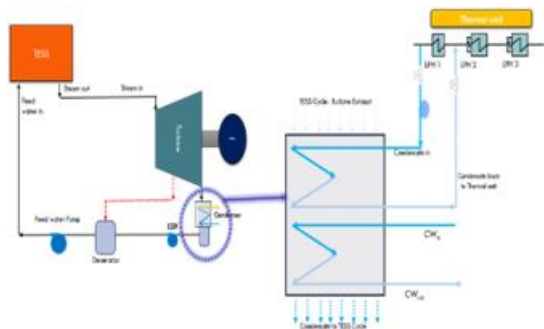 Thermal unit
TESS
LPH 1
LPH 2
LPH 3
Steam out
Steam in
Feed
water in
TESS Cycle - Turbine Exhaust
Turbine
Condensate in
Condensate back
to Thermal unit
Condenser
Feed water Pump
CEP
Deaerator
CW
CW
Condensate to TESS Cycle